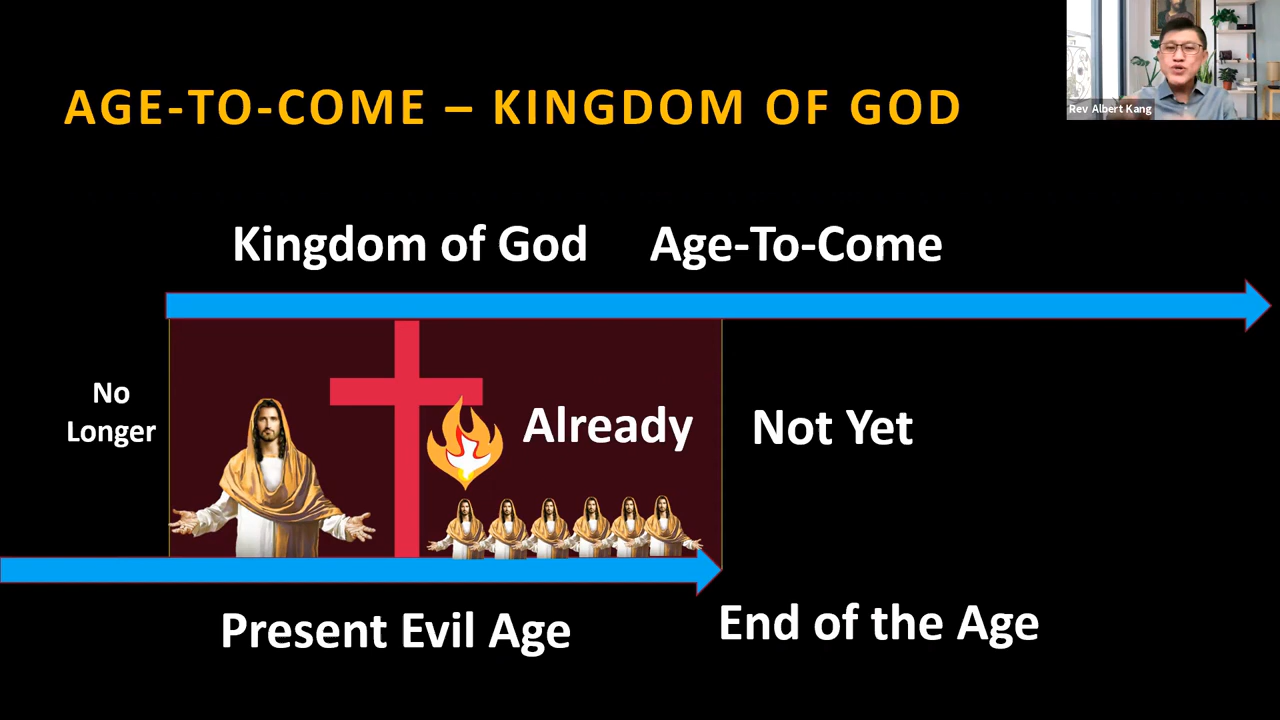 AGE-TO-COME – KINGDOM OF GOD
Rev Albert Kang
Kingdom of God
Age-To-Come
No
Longer
Already
Not Yet
Present Evil Age
End of the Age